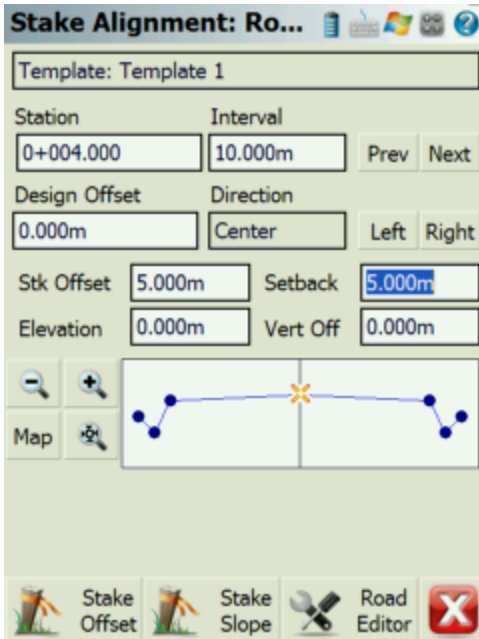 Stake Alignment: Ro...
Template: Template 1
Station Interval
0+004.000 10.000m Prev Next
Design Offset Direction
0.000m Center Left Right
Stk Offset 5.000m Setback 5.000m
Elevation 0.000m Vert Off 0.000m
Map
Stake Offset
Stake Slope
Road Editor